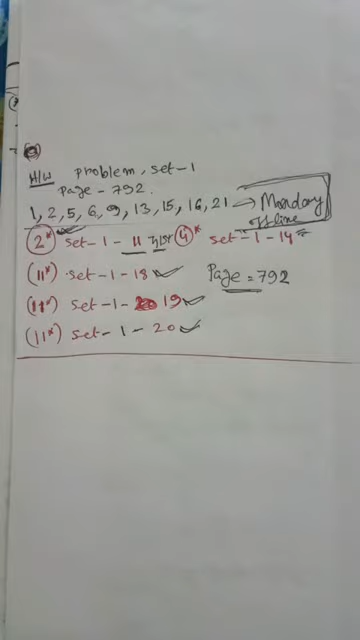 H/W Problem, set-1
Page - 792.
1, 2, 5, 6, 9, 13, 15, 16, 21 → Monday
offline
(2*) set-1-11 (4)* set-1-14
(11*) set-1-18 ✓ Page = 792
(11*) set-1-19 ✓
(11*) set-1-20 ✓